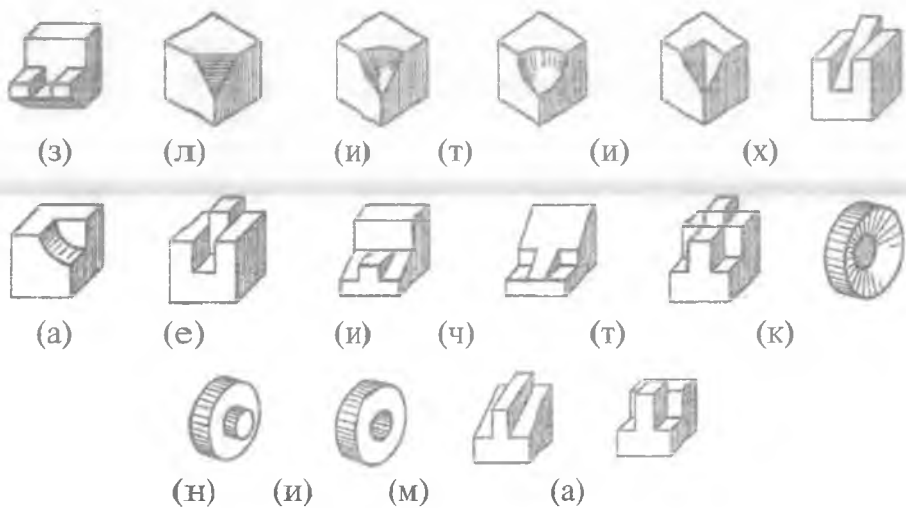 (з) (л) (и) (т) (и) (х)
(а) (е) (и) (ч) (т) (к)
(н) (и) (м) (а)